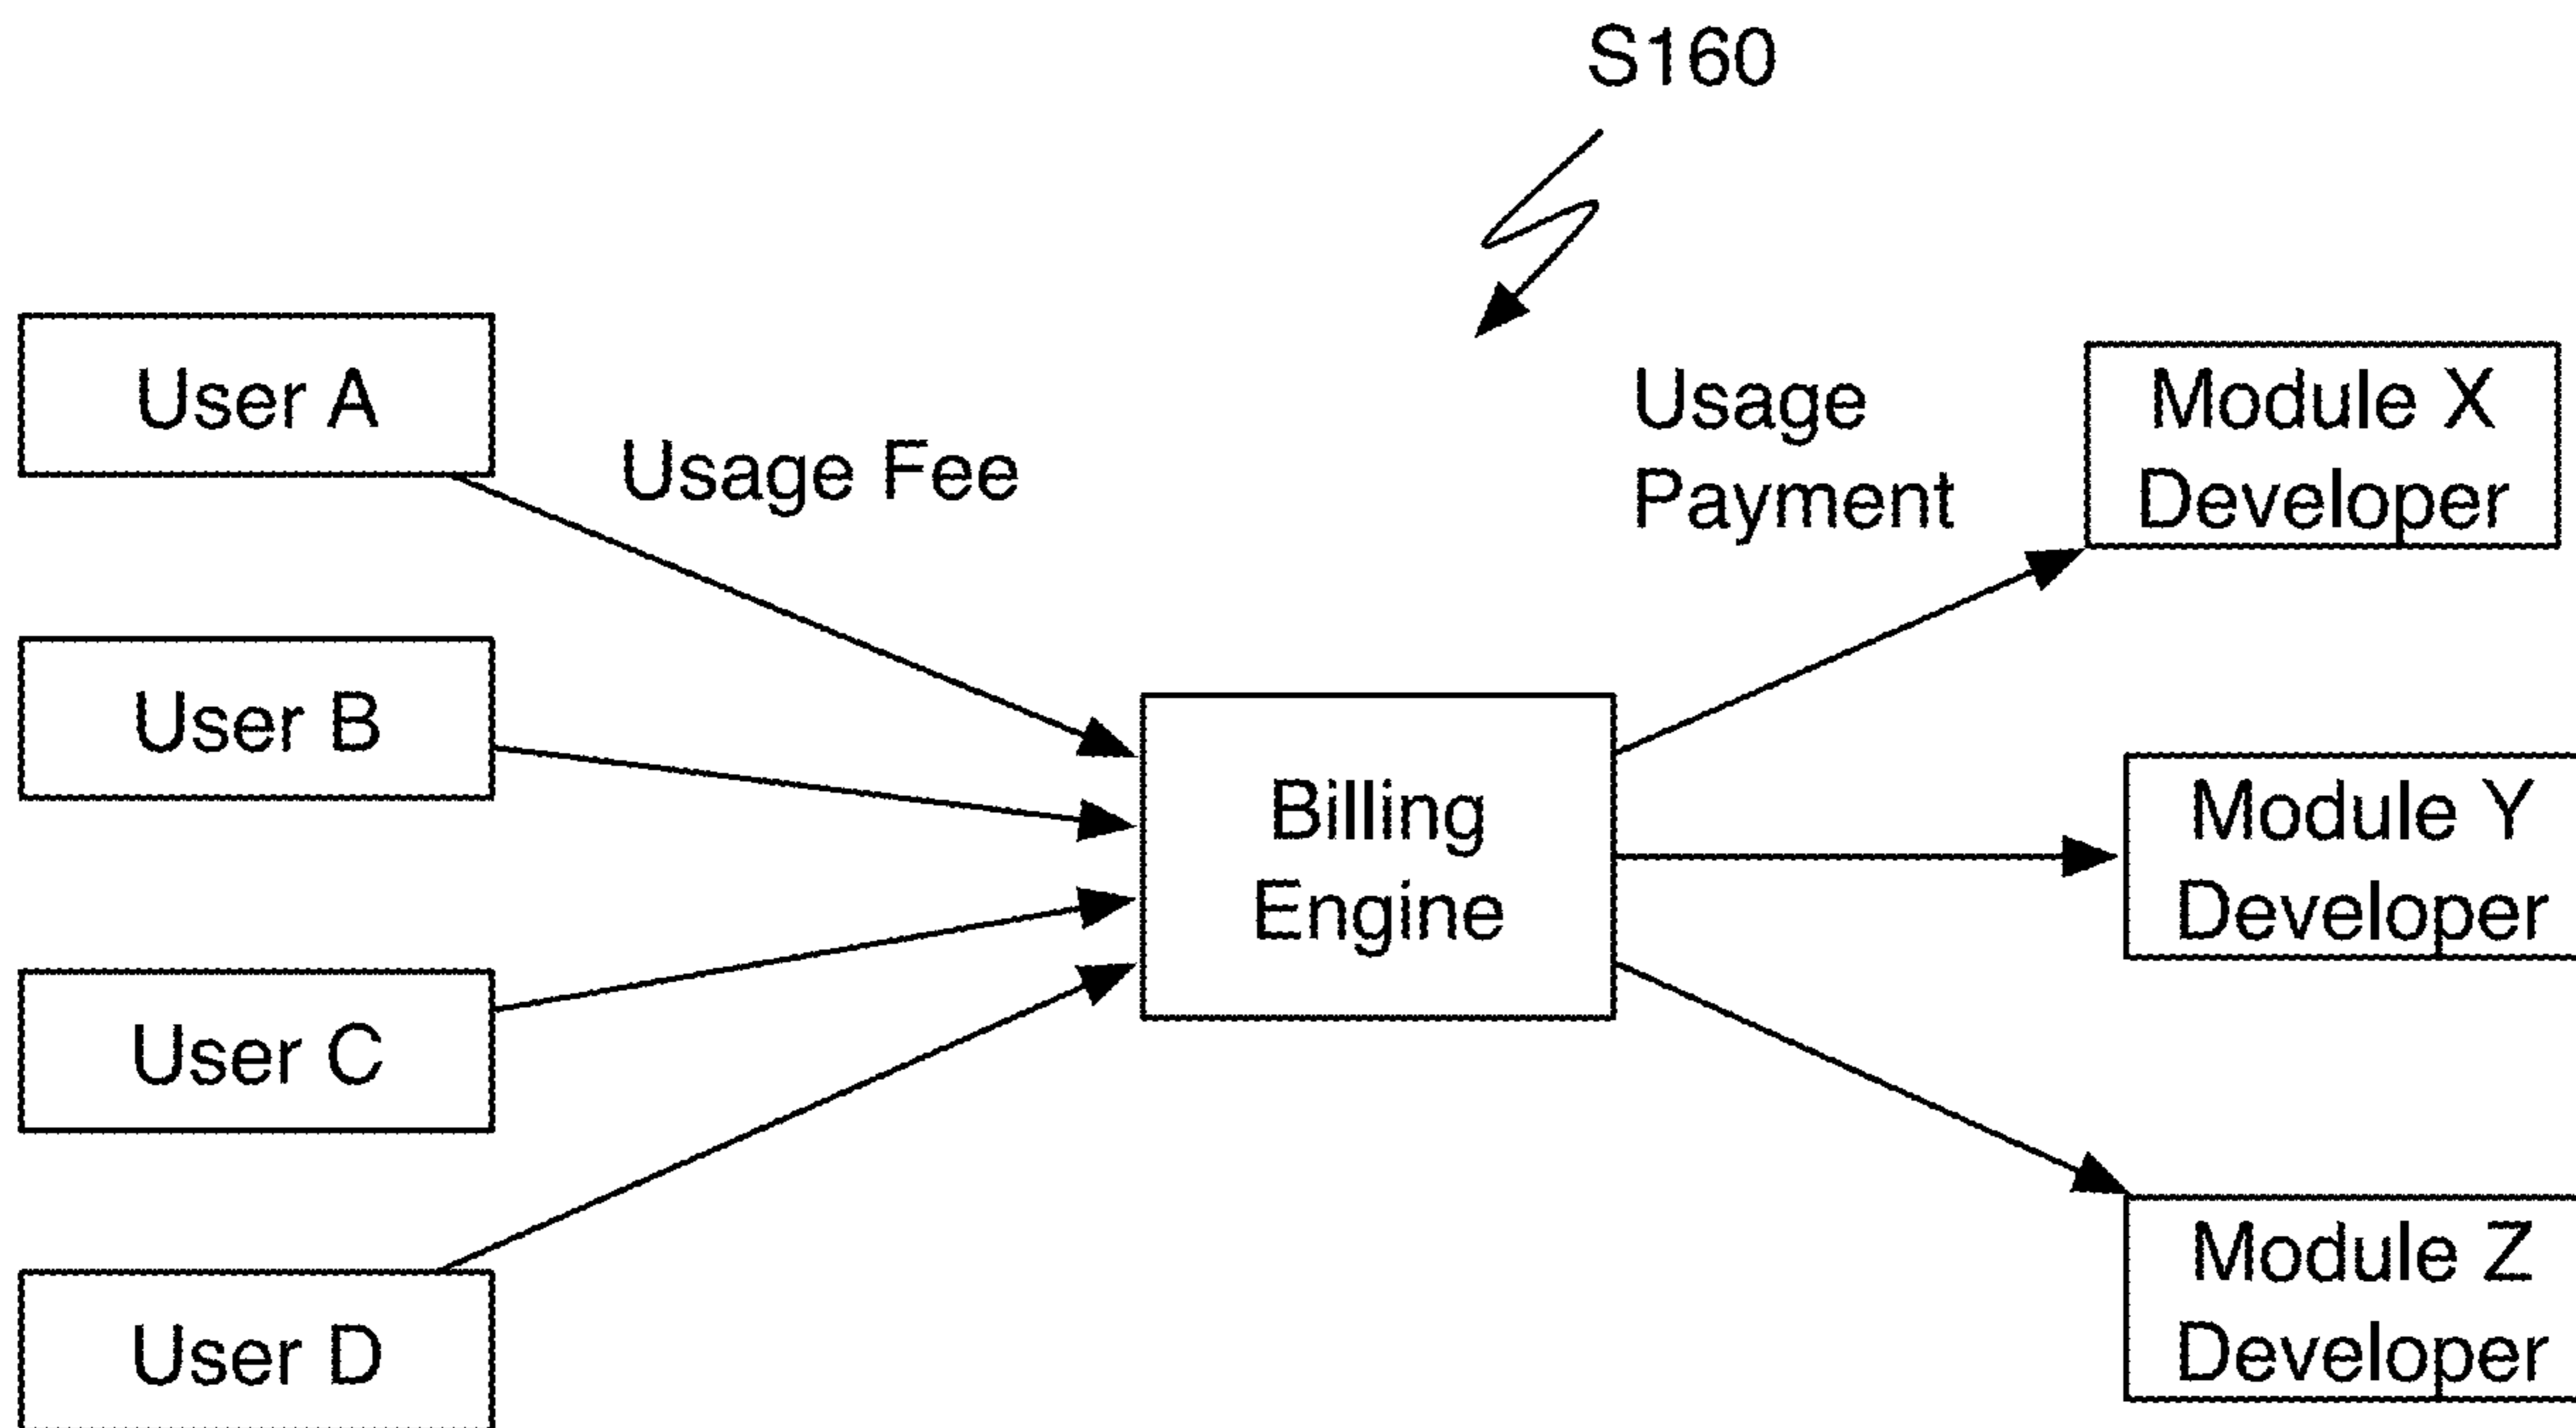 S160
User A
Usage Fee
Usage
Payment
Module X
Developer
User B
Billing
Engine
Module Y
Developer
User C
User D
Module Z
Developer